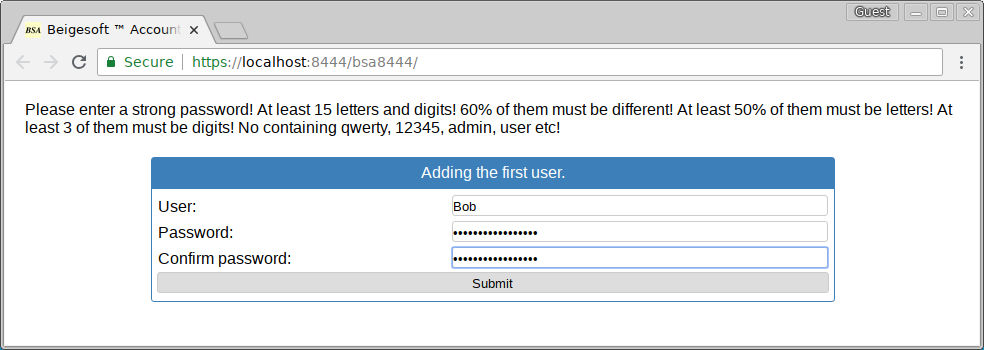 Guest
BSA Beigesoft ™ Account
Secure https://localhost:8444/bsa8444/
Please enter a strong password! At least 15 letters and digits! 60% of them must be different! At least 50% of them must be letters! At
least 3 of them must be digits! No containing qwerty, 12345, admin, user etc!
Adding the first user.
User: Bob
Password: •••••••••••••••••
Confirm password: •••••••••••••••••
Submit